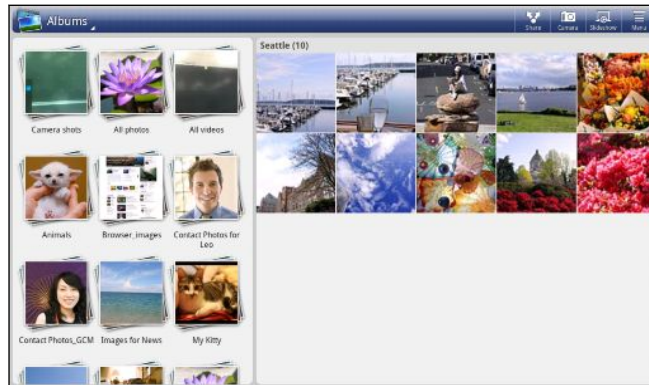 Albums
Share
Camera
Slideshow
Menu
Seattle (10)
Camera shots
All photos
All videos
Animals
Browser_images
Contact Photos for
Leo
Contact Photos_GCM
Images for News
My Kitty